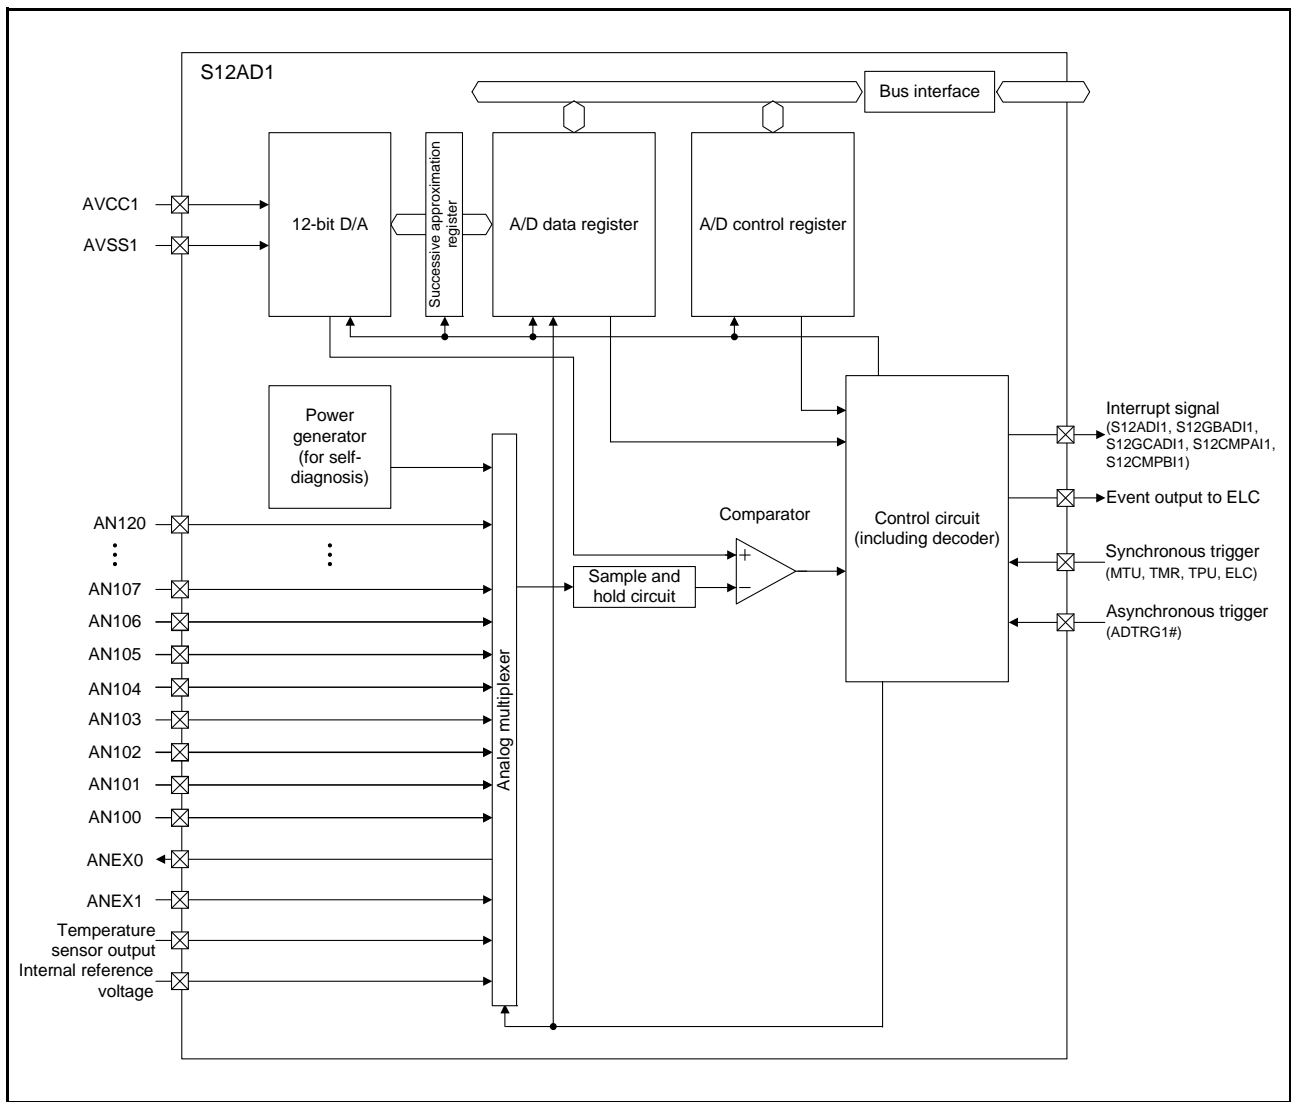 S12AD1
Bus interface
AVCC1
AVSS1
12-bit D/A
Successive approximation
register
A/D data register
A/D control register
Power
generator
(for self-
diagnosis)
Analog multiplexer
Comparator
+
−
Sample and
hold circuit
Control circuit
(including decoder)
Interrupt signal
(S12ADI1, S12GBADI1,
S12GCADI1, S12CMPAI1,
S12CMPBI1)
Event output to ELC
Synchronous trigger
(MTU, TMR, TPU, ELC)
Asynchronous trigger
(ADTRG1#)
AN120
AN107
AN106
AN105
AN104
AN103
AN102
AN101
AN100
ANEX0
ANEX1
Temperature
sensor output
Internal reference
voltage